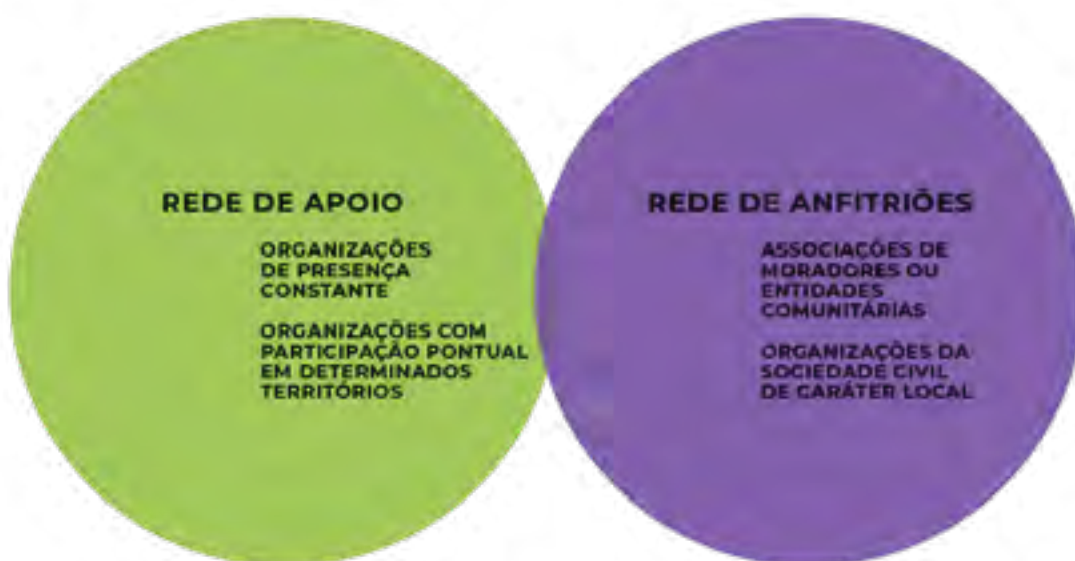 REDE DE APOIO
ORGANIZAÇÕES
DE PRESENÇA
CONSTANTE
ORGANIZAÇÕES COM
PARTICIPAÇÃO PONTUAL
EM DETERMINADOS
TERRITÓRIOS
REDE DE ANFITRIÕES
ASSOCIAÇÕES DE
MORADORES OU
ENTIDADES
COMUNITÁRIAS
ORGANIZAÇÕES DA
SOCIEDADE CIVIL
DE CARÁTER LOCAL